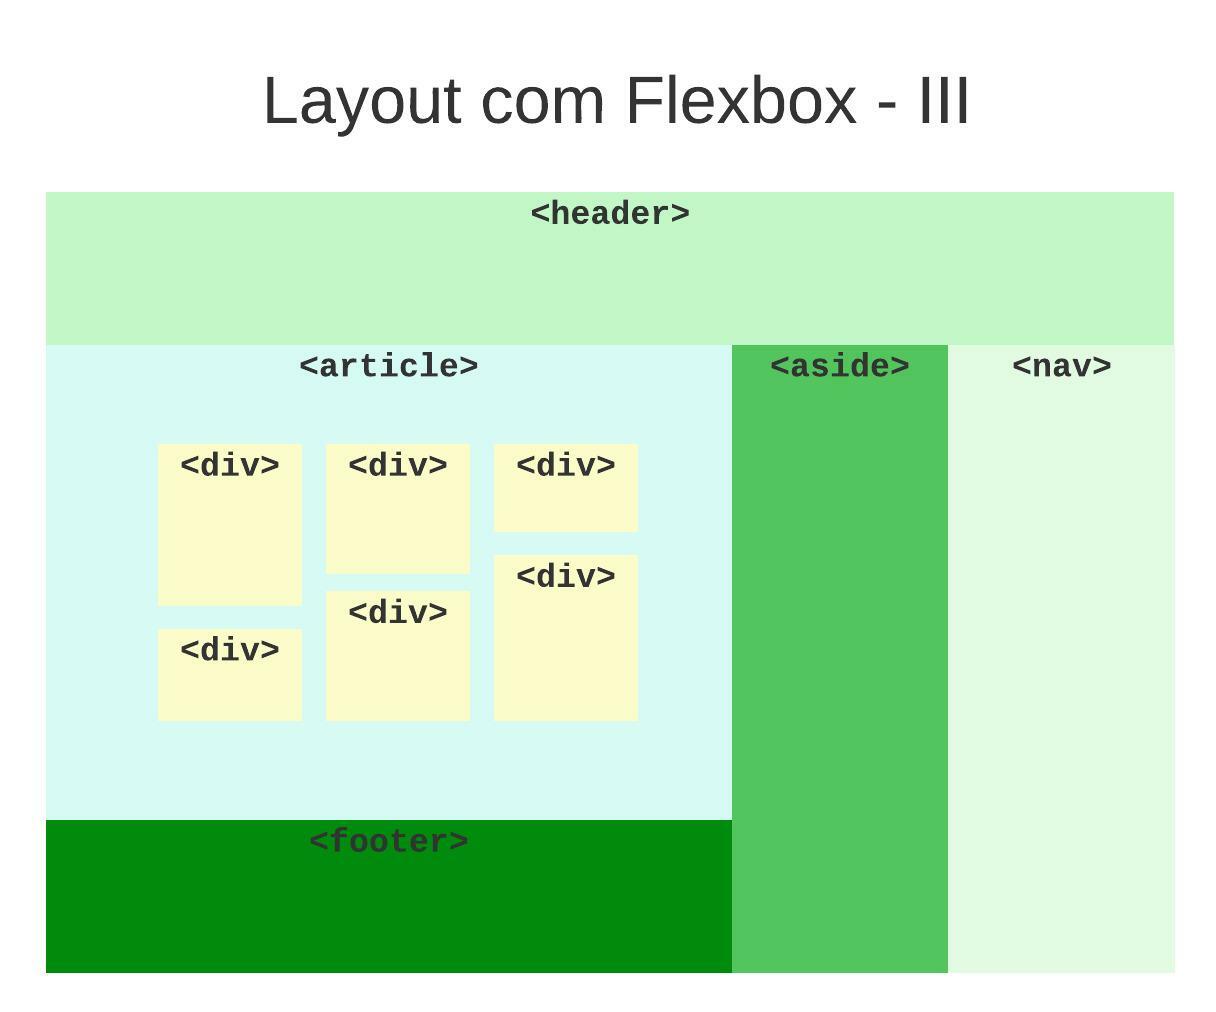 Layout com Flexbox - III
<header>
<article>
<aside>
<nav>
<div>
<div>
<div>
<div>
<div>
<div>
<footer>